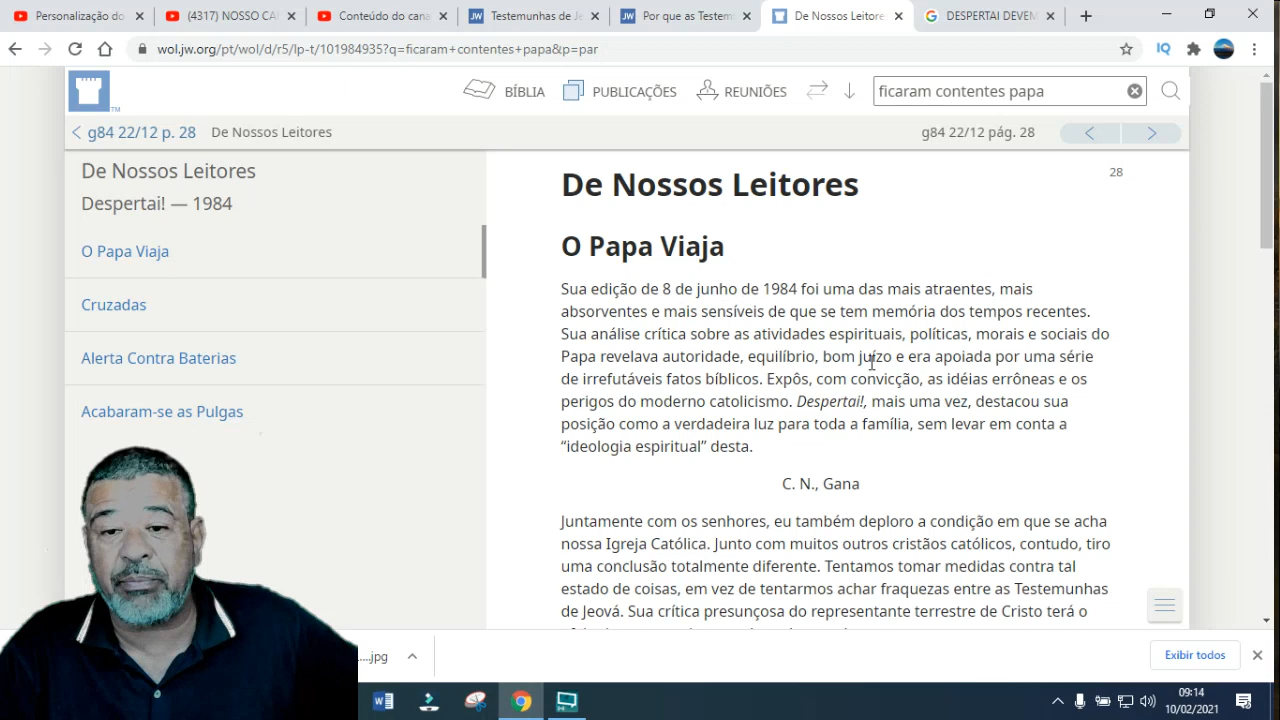 Personalização do
(4317) NOSSO CA
Conteúdo do cana
Testemunhas de Je
Por que as Testem
De Nossos Leitore
DESPERTAI DEVEM
wol.jw.org/pt/wol/d/r5/lp-t/101984935?q=ficaram+contentes+papa&p=par
IQ
BÍBLIA
PUBLICAÇÕES
REUNIÕES
ficaram contentes papa
TM
g84 22/12 p. 28
De Nossos Leitores
g84 22/12 pág. 28
De Nossos Leitores
Despertai! — 1984
O Papa Viaja
Cruzadas
Alerta Contra Baterias
Acabaram-se as Pulgas
28
De Nossos Leitores
O Papa Viaja
Sua edição de 8 de junho de 1984 foi uma das mais atraentes, mais
absorventes e mais sensíveis de que se tem memória dos tempos recentes.
Sua análise crítica sobre as atividades espirituais, políticas, morais e sociais do
Papa revelava autoridade, equilíbrio, bom juízo e era apoiada por uma série
de irrefutáveis fatos bíblicos. Expôs, com convicção, as idéias errôneas e os
perigos do moderno catolicismo. Despertai!, mais uma vez, destacou sua
posição como a verdadeira luz para toda a família, sem levar em conta a
“ideologia espiritual” desta.
C. N., Gana
Juntamente com os senhores, eu também deploro a condição em que se acha
nossa Igreja Católica. Junto com muitos outros cristãos católicos, contudo, tiro
uma conclusão totalmente diferente. Tentamos tomar medidas contra tal
estado de coisas, em vez de tentarmos achar fraquezas entre as Testemunhas
de Jeová. Sua crítica presunçosa do representante terrestre de Cristo terá o
....jpg
Exibir todos
09:14
10/02/2021